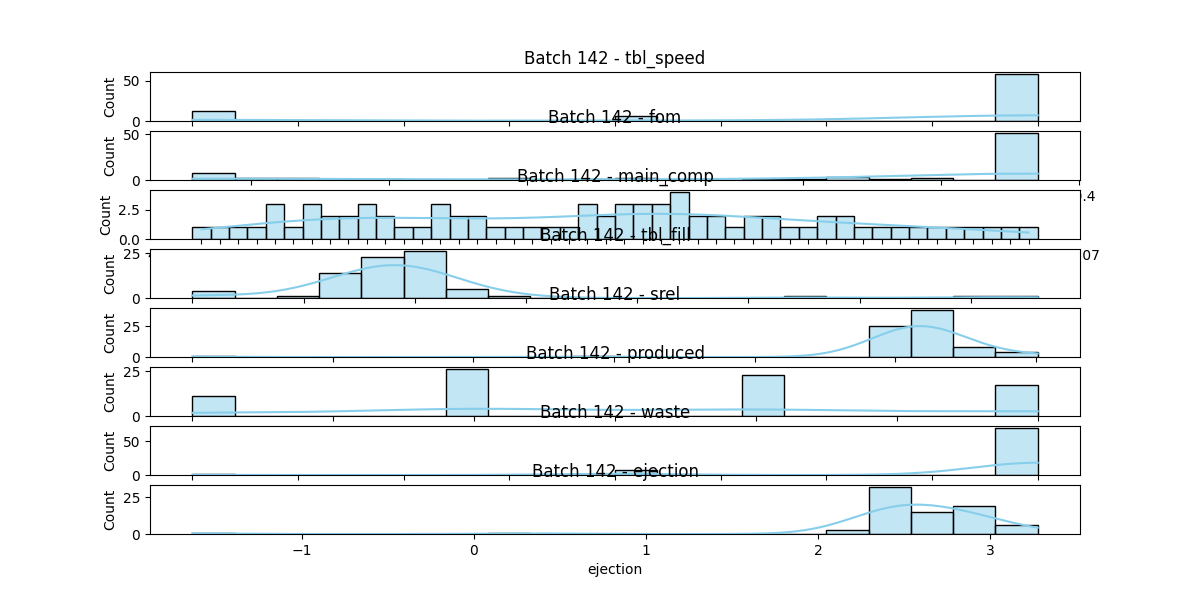 Batch 142 - tbl_speed
Count
50
0
Batch 142 - fom
Count
50
0
Batch 142 - main_comp
.4
Count
2.5
0.0
Batch 142 - tbl_fill
07
Count
25
0
Batch 142 - srel
Count
25
0
Batch 142 - produced
Count
25
0
Batch 142 - waste
Count
50
0
Batch 142 - ejection
Count
25
0
−1 0 1 2 3
ejection